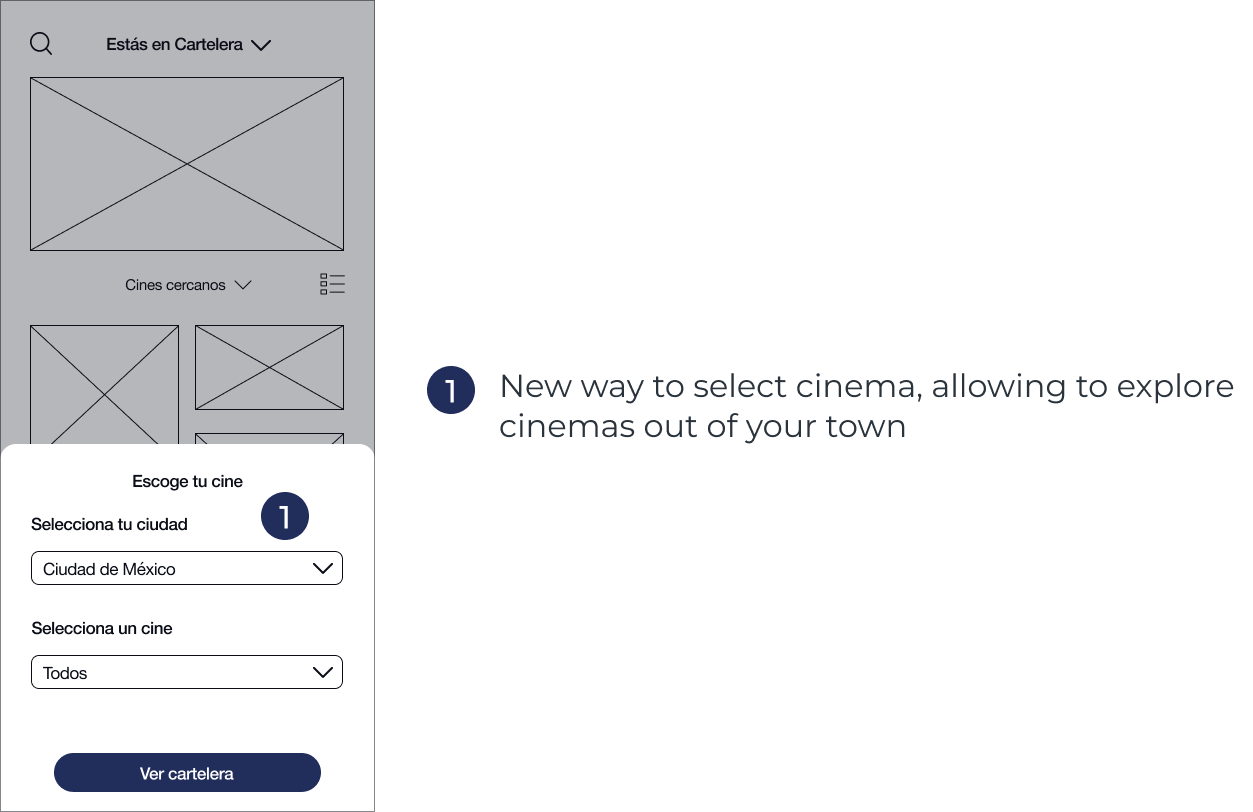 Estás en Cartelera
Cines cercanos
Escoge tu cine
1
Selecciona tu ciudad
Ciudad de México
Selecciona un cine
Todos
Ver cartelera
1
New way to select cinema, allowing to explore
cinemas out of your town